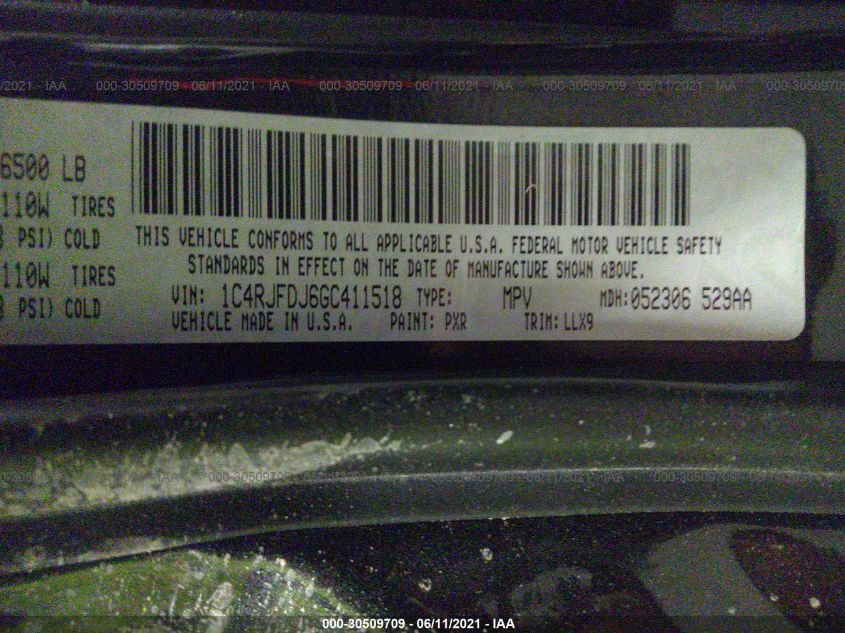 /2021 - IAA 000-30509709 - 06/11/2021 - IAA 000-30509709 - 06/11/2021 - IAA 000-30509709 - 06/11/2021 - IAA 000-30509709 - 06/11/2021
6500 LB
110W TIRES
PSI) COLD
110W TIRES
PSI) COLD
THIS VEHICLE CONFORMS TO ALL APPLICABLE U.S.A. FEDERAL MOTOR VEHICLE SAFETY
STANDARDS IN EFFECT ON THE DATE OF MANUFACTURE SHOWN ABOVE.
VIN: 1C4RJFDJ6GC411518 TYPE: MPV MDH:052306 529AA
VEHICLE MADE IN U.S.A. PAINT: PXR TRIM:LLX9
000-30509709 - 06/11/2021 - IAA